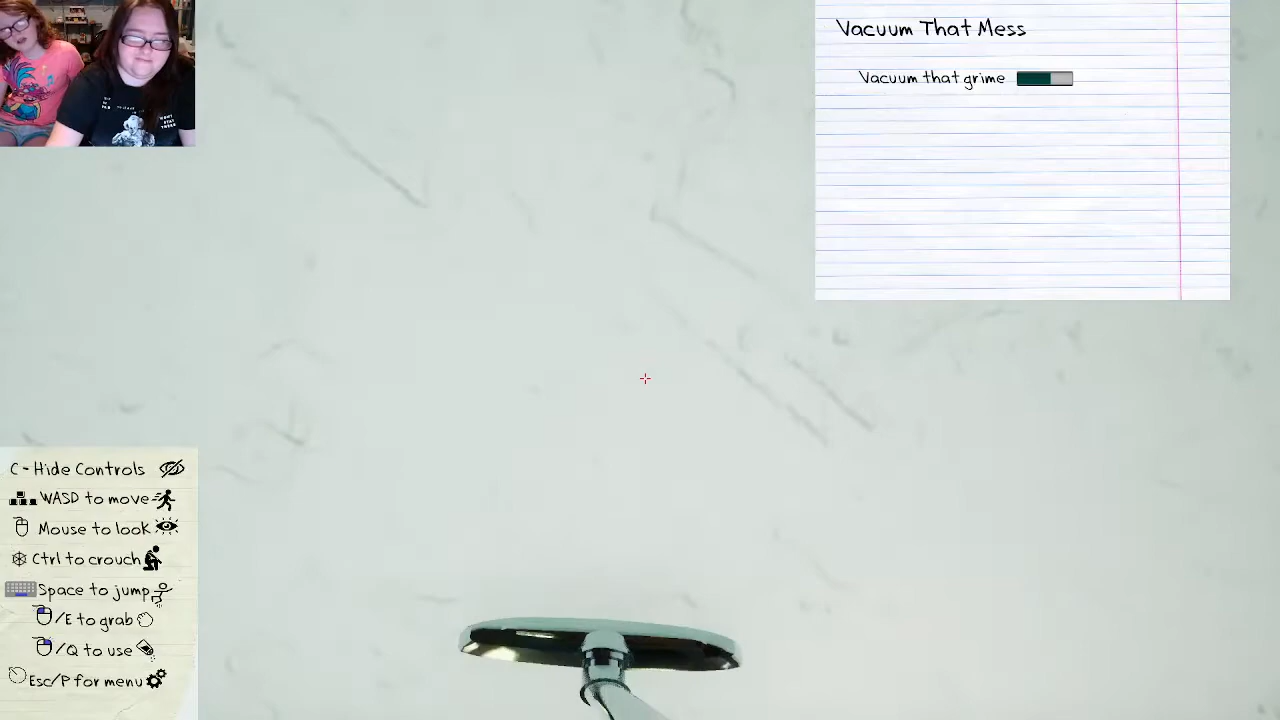 Vacuum That Mess
Vacuum that grime
C - Hide Controls
WASD to move
Mouse to look
Ctrl to crouch
Space to jump
/E to grab
/Q to use
Esc/P for menu